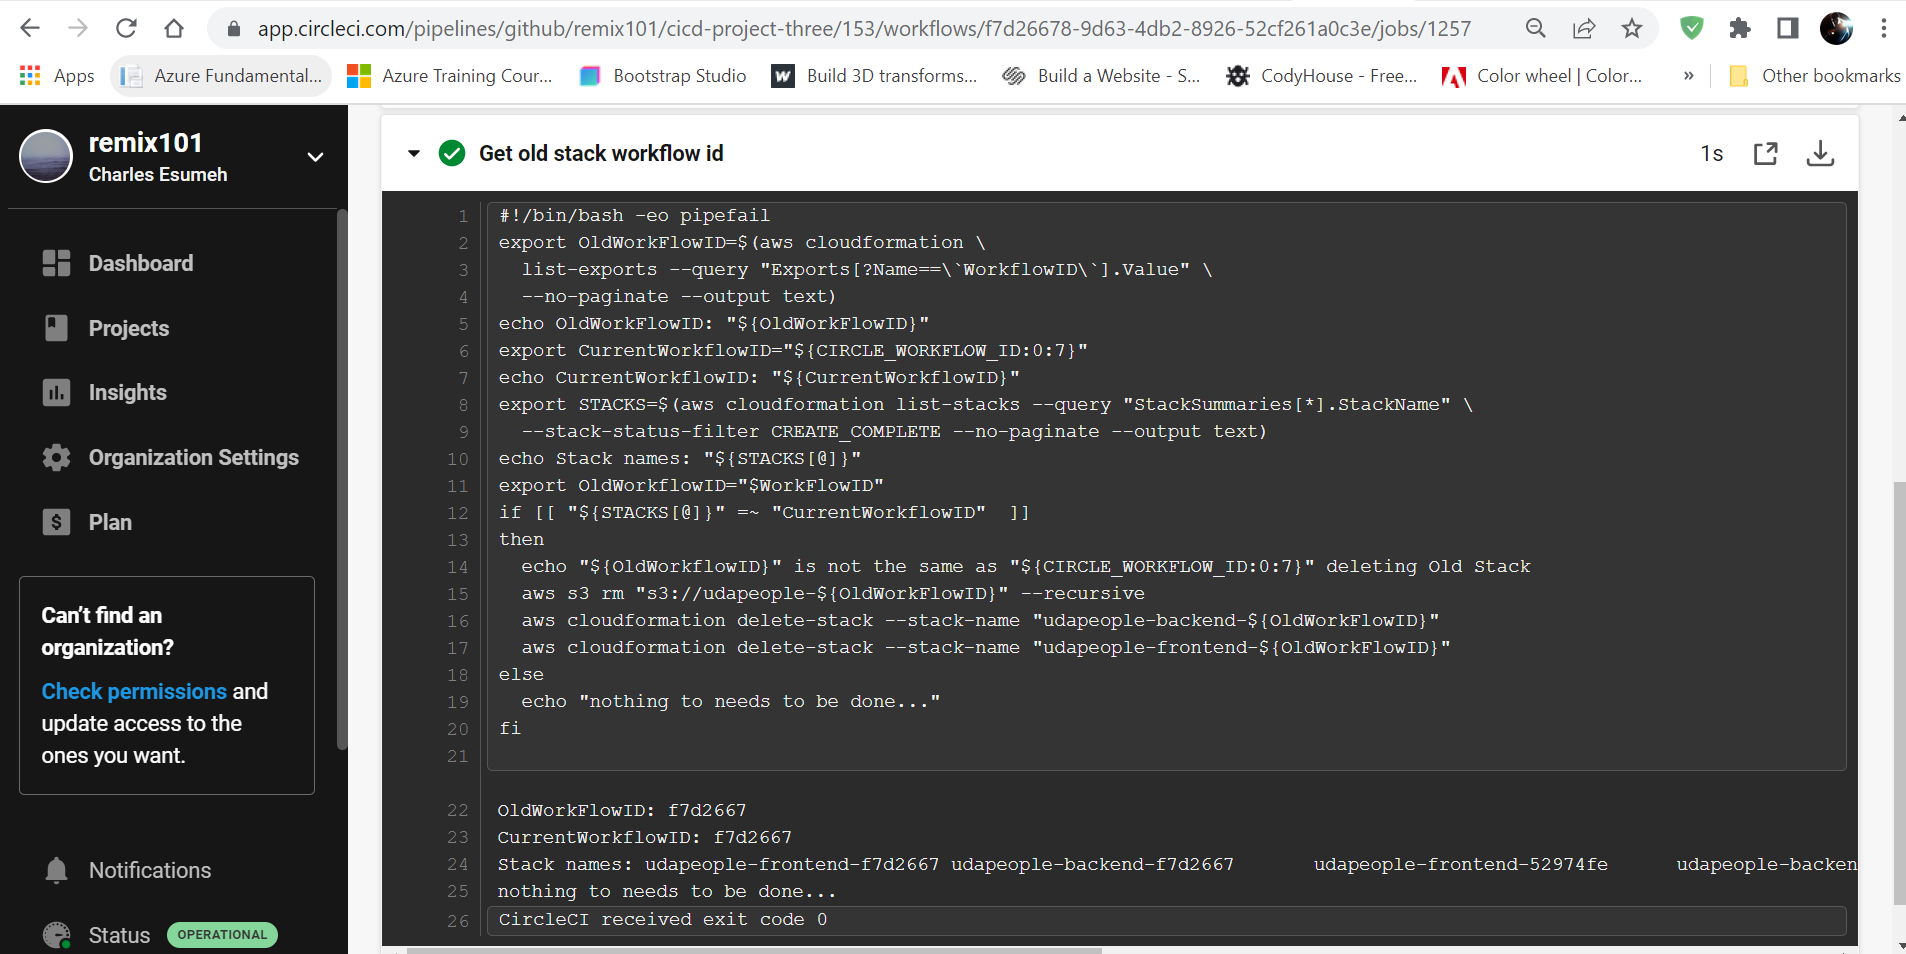 app.circleci.com/pipelines/github/remix101/cicd-project-three/153/workflows/f7d26678-9d63-4db2-8926-52cf261a0c3e/jobs/1257
Apps Azure Fundamental... Azure Training Cour... Bootstrap Studio Build 3D transforms... Build a Website - S... CodyHouse - Free... Color wheel | Color... » Other bookmarks
remix101
Charles Esumeh
Dashboard
Projects
Insights
Organization Settings
Plan
Can't find an
organization?
Check permissions and
update access to the
ones you want.
Notifications
Status OPERATIONAL
Get old stack workflow id 1s
1 #!/bin/bash -eo pipefail
2 export OldWorkFlowID=$(aws cloudformation \
3   list-exports --query "Exports[?Name==\`WorkflowID\`].Value" \
4   --no-paginate --output text)
5 echo OldWorkFlowID: "${OldWorkFlowID}"
6 export CurrentWorkflowID="${CIRCLE_WORKFLOW_ID:0:7}"
7 echo CurrentWorkflowID: "${CurrentWorkflowID}"
8 export STACKS=$(aws cloudformation list-stacks --query "StackSummaries[*].StackName" \
9   --stack-status-filter CREATE_COMPLETE --no-paginate --output text)
10 echo Stack names: "${STACKS[@]}"
11 export OldWorkflowID="$WorkFlowID"
12 if [[ "${STACKS[@]}" =~ "CurrentWorkflowID"  ]]
13 then
14   echo "${OldWorkflowID}" is not the same as "${CIRCLE_WORKFLOW_ID:0:7}" deleting Old Stack
15   aws s3 rm "s3://udapeople-${OldWorkFlowID}" --recursive
16   aws cloudformation delete-stack --stack-name "udapeople-backend-${OldWorkFlowID}"
17   aws cloudformation delete-stack --stack-name "udapeople-frontend-${OldWorkFlowID}"
18 else
19   echo "nothing to needs to be done..."
20 fi
21
22 OldWorkFlowID: f7d2667
23 CurrentWorkflowID: f7d2667
24 Stack names: udapeople-frontend-f7d2667 udapeople-backend-f7d2667 udapeople-frontend-52974fe udapeople-backen
25 nothing to needs to be done...
26 CircleCI received exit code 0